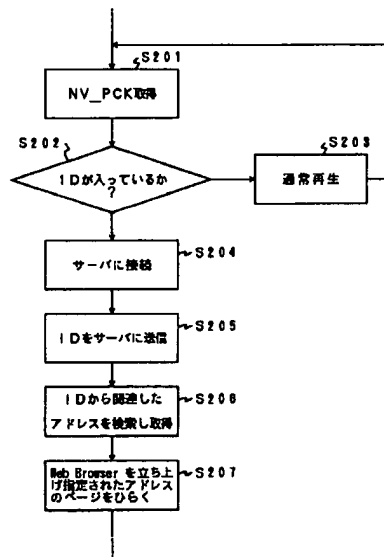 S201
NV_PCK取得
S202
IDが入っているか
?
S203
通常再生
サーバに接続
S204
IDをサーバに送信
S205
IDから関連した
アドレスを検索し取得
S206
Web Browser を立ち上
げ指定されたアドレス
のページをひらく
S207